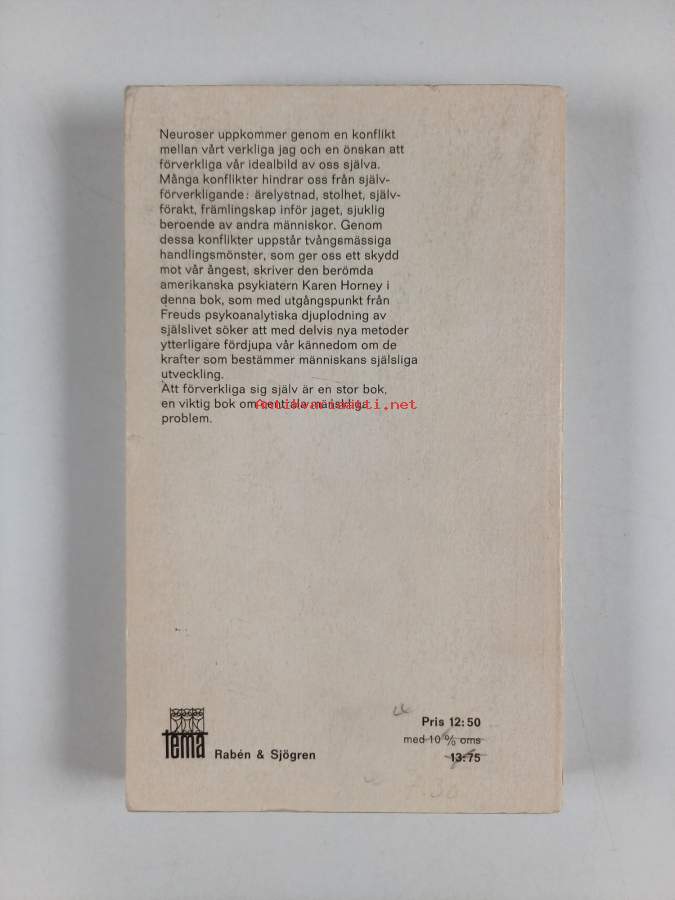 Neuroser uppkommer genom en konflikt
mellan vårt verkliga jag och en önskan att
förverkliga vår idealbild av oss själva.
Många konflikter hindrar oss från själv-
förverkligande: ärelystnad, stolhet, själv-
förakt, främlingskap inför jaget, sjuklig
beroende av andra människor. Genom
dessa konflikter uppstår tvångsmässiga
handlingsmönster, som ger oss ett skydd
mot vår ångest, skriver den berömda
amerikanska psykiatern Karen Horney i
denna bok, som med utgångspunkt från
Freuds psykoanalytiska djuplodning av
själslivet söker att med delvis nya metoder
ytterligare fördjupa vår kännedom om de
krafter som bestämmer människans själsliga
utveckling.
Att förverkliga sig själv är en stor bok,
en viktig bok om centrala mänskliga
Antikvariaatti.net
problem.
tema Rabén & Sjögren
Pris 12:50
med 10 % oms
13:75